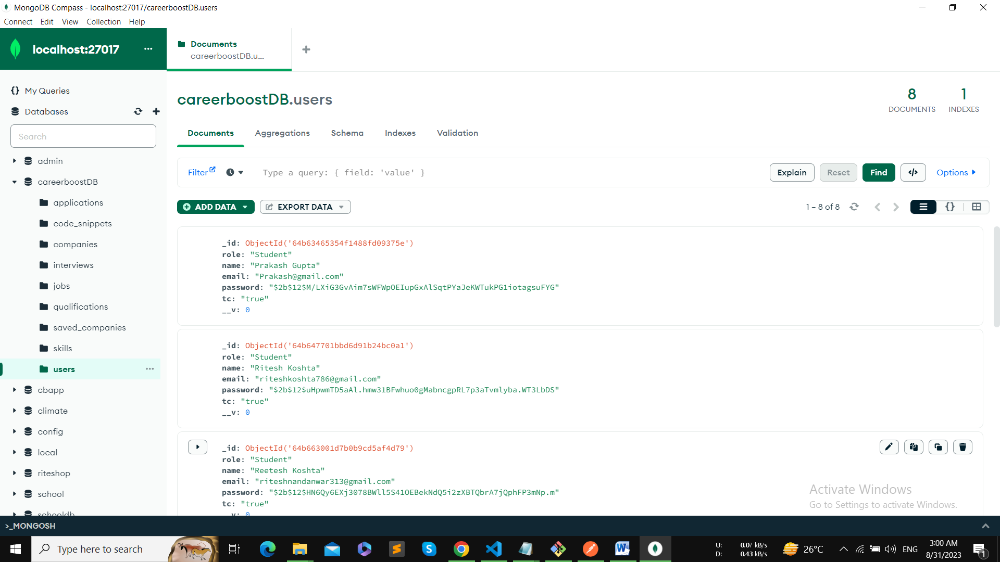 MongoDB Compass - localhost:27017/careerboostDB.users
Connect Edit View Collection Help
localhost:27017
Documents
careerboostDB.u...
My Queries
Databases
Search
admin
careerboostDB
applications
code_snippets
companies
interviews
jobs
qualifications
saved_companies
skills
users
cbapp
climate
config
local
riteshop
school
schooldb
careerboostDB.users
8
DOCUMENTS
1
INDEXES
Documents Aggregations Schema Indexes Validation
Filter Type a query: { field: 'value' } Explain Reset Find </> Options
ADD DATA EXPORT DATA 1 – 8 of 8 {}
_id: ObjectId('64b63465354f1488fd09375e')
role: "Student"
name: "Prakash Gupta"
email: "Prakash@gmail.com"
password: "$2b$12$M/LXiG3GvAim7sWFWpOEIupGxAlSqtPYaJeKWTukPG1iotagsuFYG"
tc: "true"
__v: 0
_id: ObjectId('64b647701bbd6d91b24bc0a1')
role: "Student"
name: "Ritesh Koshta"
email: "riteshkoshta786@gmail.com"
password: "$2b$12$uHpwmTD5aAl.hmw31BFwhuo0gMabncgpRL7p3aTvmlyba.WT3LbDS"
tc: "true"
__v: 0
_id: ObjectId('64b663001d7b0b9cd5af4d79')
role: "Student"
name: "Reetesh Koshta"
email: "riteshnandanwar313@gmail.com"
password: "$2b$12$HN6Qy6EXj3078BWll5S41OEBekNdQ5i2zXBTQbrA7jQphFP3mNp.m"
tc: "true"
__v: 0
Activate Windows
Go to Settings to activate Windows.
>_MONGOSH
Type here to search
U: 0.07 kB/s
D: 0.43 kB/s
26°C
ENG
3:00 AM
8/31/2023
1